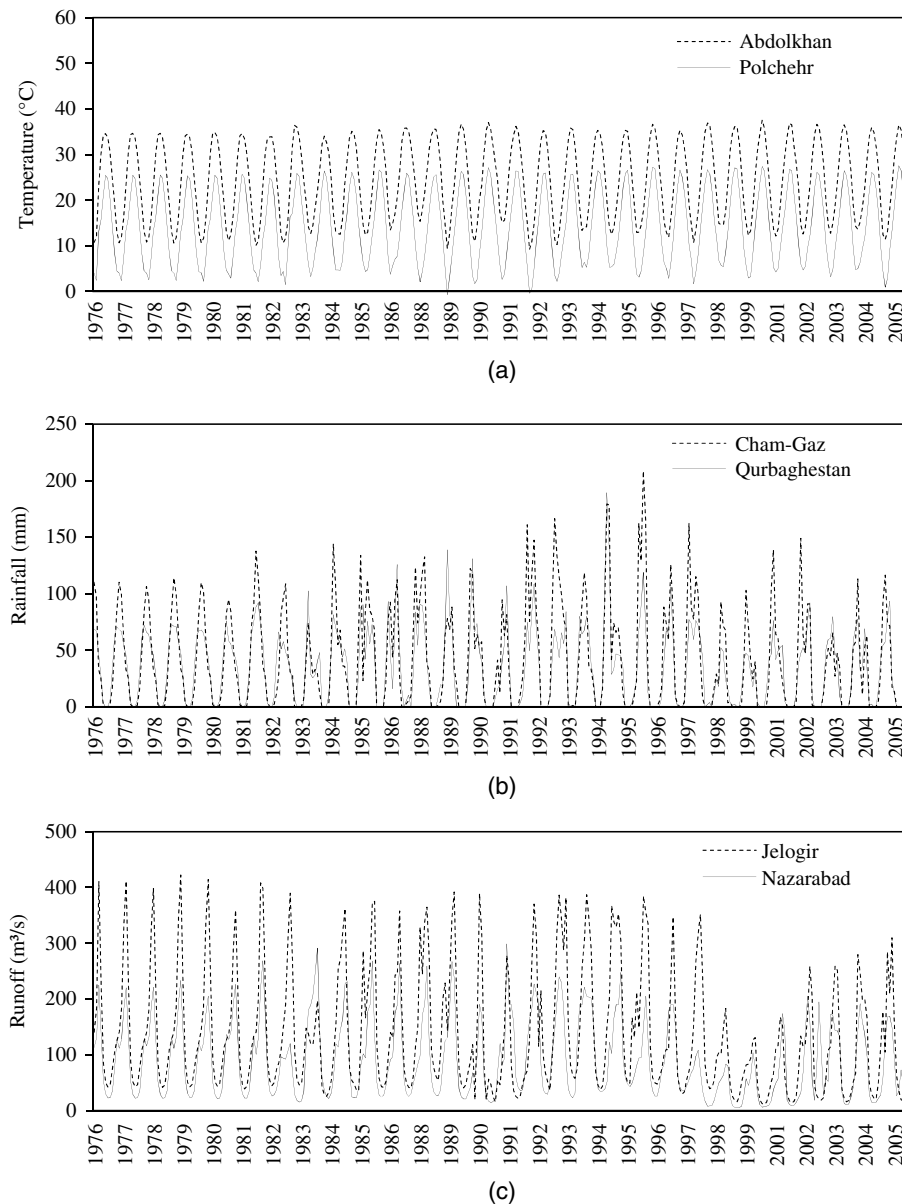 60
50
40
30
20
10
0
Temperature (°C)
Abdolkhan
Polchehr
1976 1977 1978 1979 1980 1981 1982 1983 1984 1985 1986 1987 1988 1989 1990 1991 1992 1993 1994 1995 1996 1997 1998 1999 2001 2002 2003 2004 2005
(a)
250
200
150
100
50
0
Rainfall (mm)
Cham-Gaz
Qurbaghestan
1976 1977 1978 1979 1980 1981 1982 1983 1984 1985 1986 1987 1988 1989 1990 1991 1992 1993 1994 1995 1996 1997 1998 1999 2001 2002 2003 2004 2005
(b)
500
400
300
200
100
0
Runoff (m³/s)
Jelogir
Nazarabad
1976 1977 1978 1979 1980 1981 1982 1983 1984 1985 1986 1987 1988 1989 1990 1991 1992 1993 1994 1995 1996 1997 1998 1999 2001 2002 2003 2004 2005
(c)